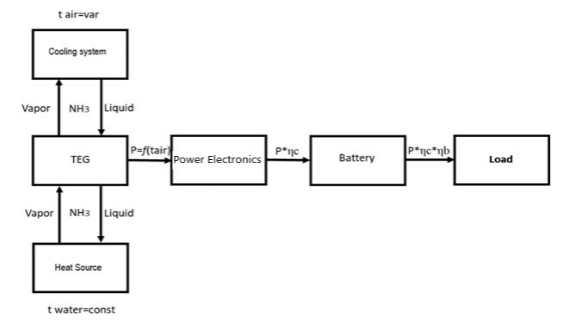 t air=var
Cooling system
Vapor NH3 Liquid
TEG P=f(tair) Power Electronics P*ηc Battery P*ηc*ηb Load
Vapor NH3 Liquid
Heat Source
t water=const